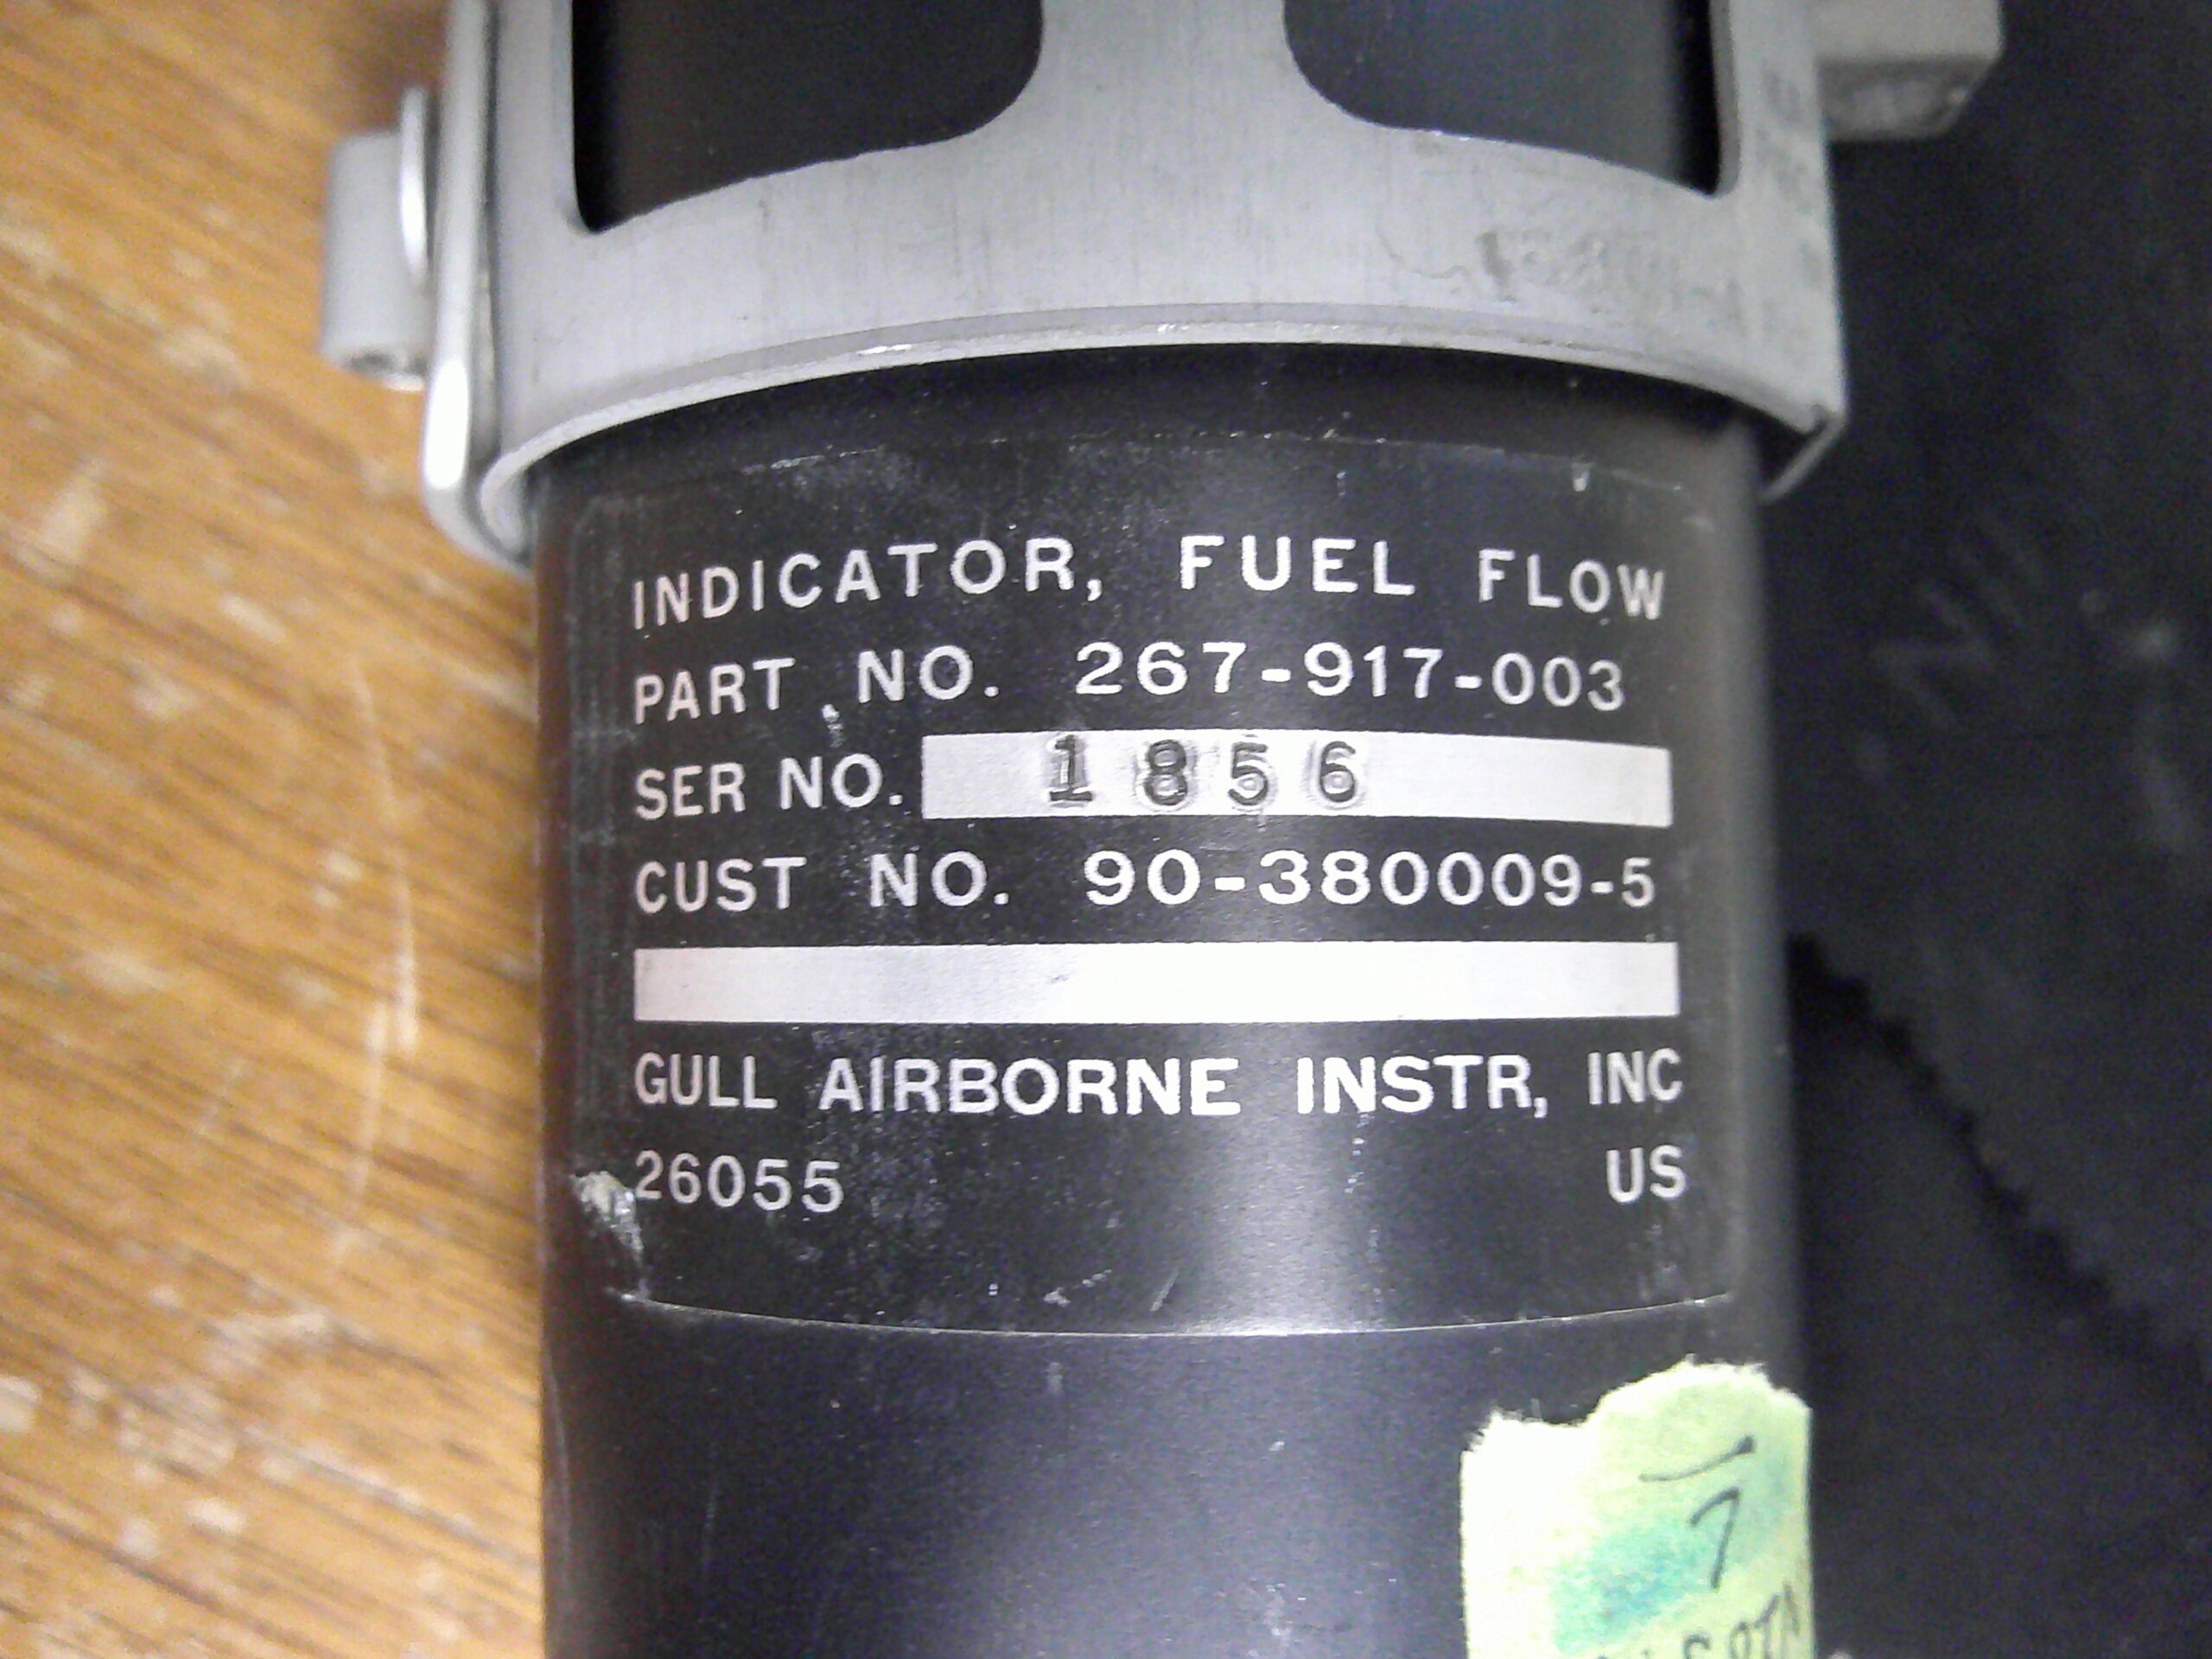 INDICATOR, FUEL FLOW
PART NO. 267-917-003
SER NO. 1856
CUST NO. 90-380009-5
GULL AIRBORNE INSTR, INC
26055 US